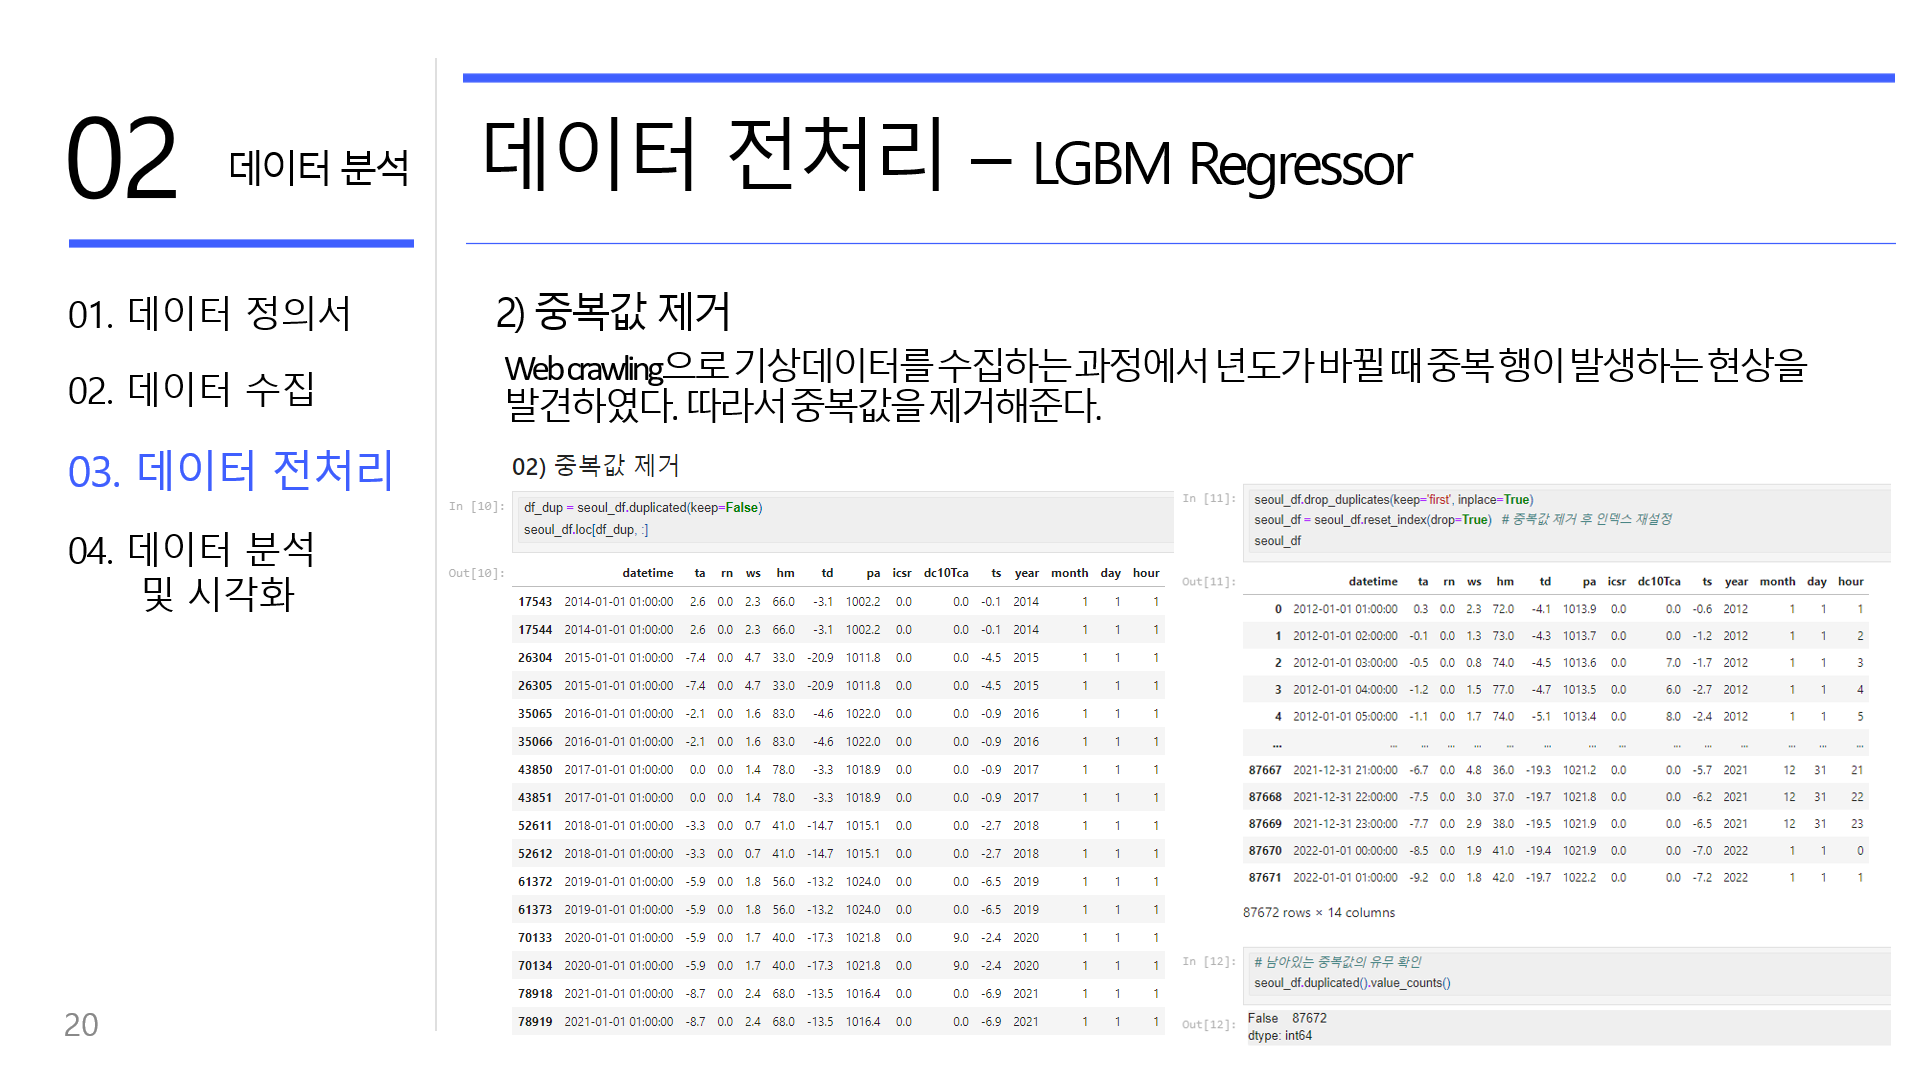 02 데이터 분석
01. 데이터 정의서
02. 데이터 수집
03. 데이터 전처리
04. 데이터 분석
및 시각화
20
데이터 전처리 – LGBM Regressor
2) 중복값 제거
Web crawling으로 기상데이터를 수집하는 과정에서 년도가 바뀔 때 중복 행이 발생하는 현상을
발견하였다. 따라서 중복값을 제거해준다.
02) 중복값 제거
In [10]: df_dup = seoul_df.duplicated(keep=False)
seoul_df.loc[df_dup, :]
Out[10]: datetime ta rn ws hm td pa icsr dc10Tca ts year month day hour
17543 2014-01-01 01:00:00 2.6 0.0 2.3 66.0 -3.1 1002.2 0.0 0.0 -0.1 2014 1 1 1
17544 2014-01-01 01:00:00 2.6 0.0 2.3 66.0 -3.1 1002.2 0.0 0.0 -0.1 2014 1 1 1
26304 2015-01-01 01:00:00 -7.4 0.0 4.7 33.0 -20.9 1011.8 0.0 0.0 -4.5 2015 1 1 1
26305 2015-01-01 01:00:00 -7.4 0.0 4.7 33.0 -20.9 1011.8 0.0 0.0 -4.5 2015 1 1 1
35065 2016-01-01 01:00:00 -2.1 0.0 1.6 83.0 -4.6 1022.0 0.0 0.0 -0.9 2016 1 1 1
35066 2016-01-01 01:00:00 -2.1 0.0 1.6 83.0 -4.6 1022.0 0.0 0.0 -0.9 2016 1 1 1
43850 2017-01-01 01:00:00 0.0 0.0 1.4 78.0 -3.3 1018.9 0.0 0.0 -0.9 2017 1 1 1
43851 2017-01-01 01:00:00 0.0 0.0 1.4 78.0 -3.3 1018.9 0.0 0.0 -0.9 2017 1 1 1
52611 2018-01-01 01:00:00 -3.3 0.0 0.7 41.0 -14.7 1015.1 0.0 0.0 -2.7 2018 1 1 1
52612 2018-01-01 01:00:00 -3.3 0.0 0.7 41.0 -14.7 1015.1 0.0 0.0 -2.7 2018 1 1 1
61372 2019-01-01 01:00:00 -5.9 0.0 1.8 56.0 -13.2 1024.0 0.0 0.0 -6.5 2019 1 1 1
61373 2019-01-01 01:00:00 -5.9 0.0 1.8 56.0 -13.2 1024.0 0.0 0.0 -6.5 2019 1 1 1
70133 2020-01-01 01:00:00 -5.9 0.0 1.7 40.0 -17.3 1021.8 0.0 9.0 -2.4 2020 1 1 1
70134 2020-01-01 01:00:00 -5.9 0.0 1.7 40.0 -17.3 1021.8 0.0 9.0 -2.4 2020 1 1 1
78918 2021-01-01 01:00:00 -8.7 0.0 2.4 68.0 -13.5 1016.4 0.0 0.0 -6.9 2021 1 1 1
78919 2021-01-01 01:00:00 -8.7 0.0 2.4 68.0 -13.5 1016.4 0.0 0.0 -6.9 2021 1 1 1
In [11]: seoul_df.drop_duplicates(keep='first', inplace=True)
seoul_df = seoul_df.reset_index(drop=True) # 중복값 제거 후 인덱스 재설정
seoul_df
Out[11]: datetime ta rn ws hm td pa icsr dc10Tca ts year month day hour
0 2012-01-01 01:00:00 0.3 0.0 2.3 72.0 -4.1 1013.9 0.0 0.0 -0.6 2012 1 1 1
1 2012-01-01 02:00:00 -0.1 0.0 1.3 73.0 -4.3 1013.7 0.0 0.0 -1.2 2012 1 1 2
2 2012-01-01 03:00:00 -0.5 0.0 0.8 74.0 -4.5 1013.6 0.0 7.0 -1.7 2012 1 1 3
3 2012-01-01 04:00:00 -1.2 0.0 1.5 77.0 -4.7 1013.5 0.0 6.0 -2.7 2012 1 1 4
4 2012-01-01 05:00:00 -1.1 0.0 1.7 74.0 -5.1 1013.4 0.0 8.0 -2.4 2012 1 1 5
... ... ... ... ... ... ... ... ... ... ... ... ... ... ...
87667 2021-12-31 21:00:00 -6.7 0.0 4.8 36.0 -19.3 1021.2 0.0 0.0 -5.7 2021 12 31 21
87668 2021-12-31 22:00:00 -7.5 0.0 3.0 37.0 -19.7 1021.8 0.0 0.0 -6.2 2021 12 31 22
87669 2021-12-31 23:00:00 -7.7 0.0 2.9 38.0 -19.5 1021.9 0.0 0.0 -6.5 2021 12 31 23
87670 2022-01-01 00:00:00 -8.5 0.0 1.9 41.0 -19.4 1021.9 0.0 0.0 -7.0 2022 1 1 0
87671 2022-01-01 01:00:00 -9.2 0.0 1.8 42.0 -19.7 1022.2 0.0 0.0 -7.2 2022 1 1 1
87672 rows × 14 columns
In [12]: # 남아있는 중복값의 유무 확인
seoul_df.duplicated().value_counts()
Out[12]: False 87672
dtype: int64